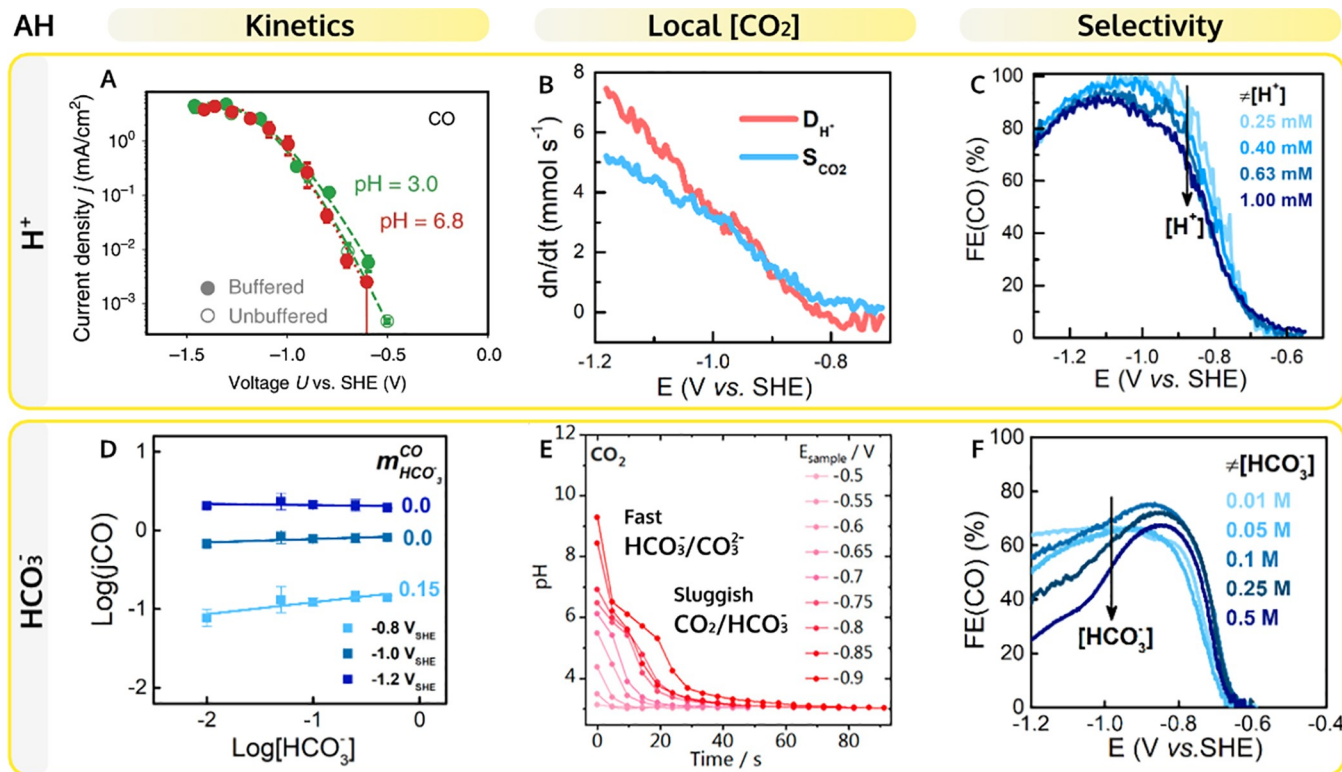 AH Kinetics Local [CO₂] Selectivity
H⁺
A
CO
pH = 3.0
pH = 6.8
Buffered
Unbuffered
Current density j (mA/cm²)
10⁰
10⁻¹
10⁻²
10⁻³
−1.5 −1.0 −0.5 0.0
Voltage U vs. SHE (V)
B
D_H⁺
S_CO2
dn/dt (mmol s⁻¹)
8
6
4
2
0
-1.2 -1.0 -0.8
E (V vs. SHE)
C
≠[H⁺]
0.25 mM
0.40 mM
0.63 mM
1.00 mM
[H⁺]
FE(CO) (%)
100
80
60
40
20
0
-1.2 -1.0 -0.8 -0.6
E (V vs. SHE)
HCO₃⁻
D
m^CO_HCO₃⁻
0.0
0.0
0.15
-0.8 V_SHE
-1.0 V_SHE
-1.2 V_SHE
Log(jCO)
1
0
-1
-2
-2 -1 0
Log[HCO₃⁻]
E
CO₂
E_sample / V
-0.5
-0.55
-0.6
-0.65
-0.7
-0.75
-0.8
-0.85
-0.9
Fast
HCO₃⁻/CO₃²⁻
Sluggish
CO₂/HCO₃⁻
pH
12
10
8
6
4
0 20 40 60 80
Time / s
F
≠[HCO₃⁻]
0.01 M
0.05 M
0.1 M
0.25 M
0.5 M
[HCO₃⁻]
FE(CO) (%)
100
80
60
40
20
0
-1.2 -1.0 -0.8 -0.6 -0.4
E (V vs.SHE)